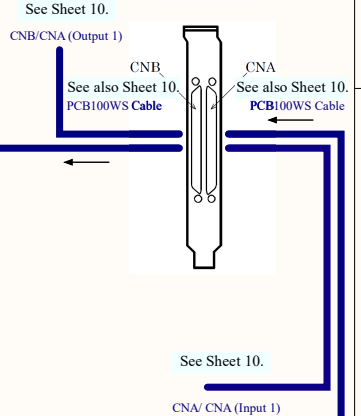 See Sheet 10.
CNB/CNA (Output 1)
CNB
CNA
See also Sheet 10.
See also Sheet 10.
PCB100WS Cable
PCB100WS Cable
See Sheet 10.
CNA/ CNA (Input 1)